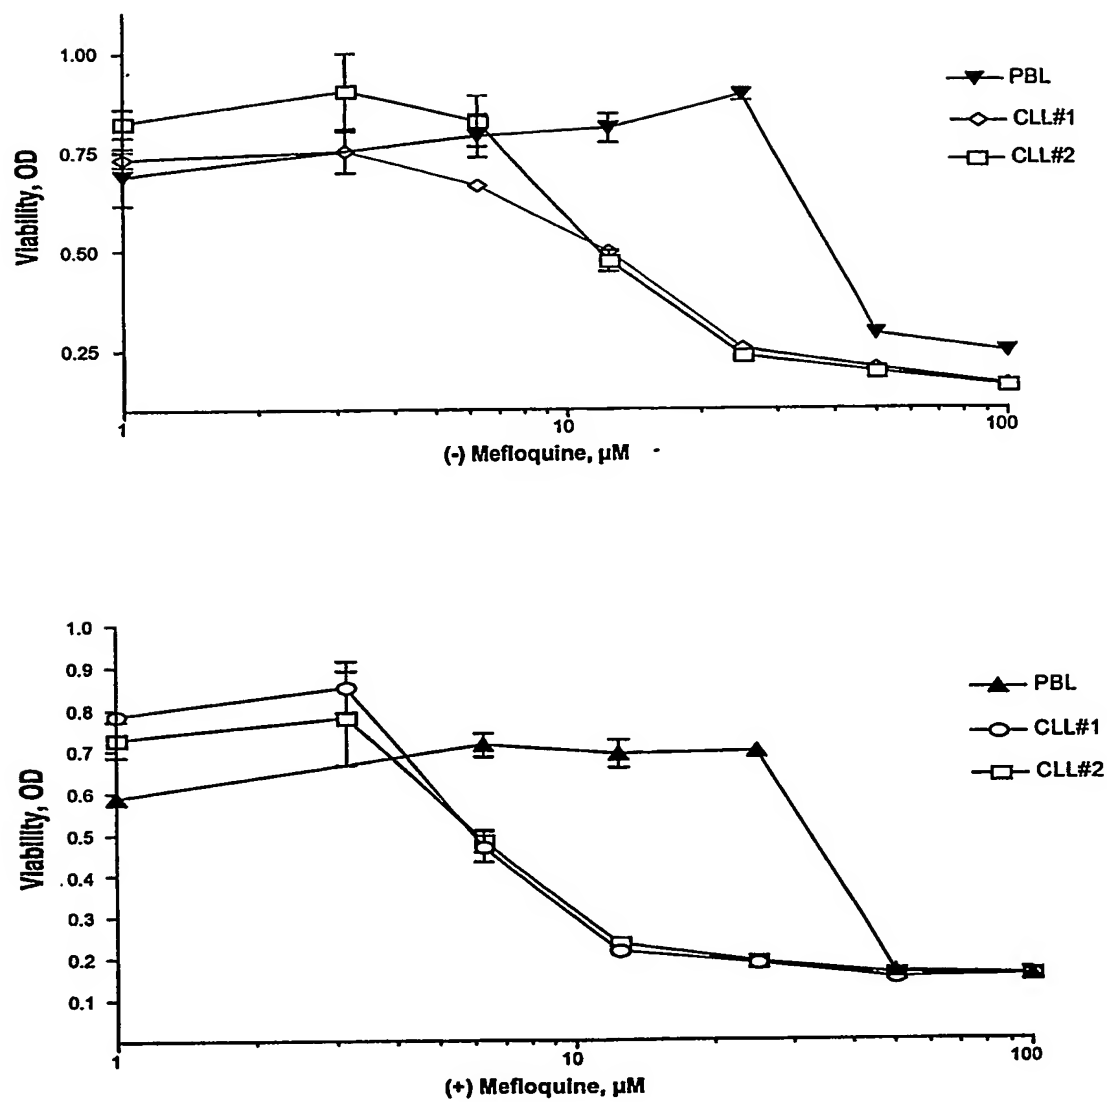 1.00
0.75
0.50
0.25
Viability, OD
PBL
CLL#1
CLL#2
1
10
100
(-) Mefloquine, µM
1.0
0.9
0.8
0.7
0.6
0.5
0.4
0.3
0.2
0.1
Viability, OD
PBL
CLL#1
CLL#2
1
10
100
(+) Mefloquine, µM